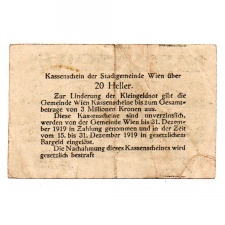 Kassenschein der Stadtgemeinde Wien über
20 Heller.
Zur Linderung der Kleingeldnot gibt die
Gemeinde Wien Kassenscheine bis zum Gesamt-
betrage von 3 Millionen Kronen aus.
Diese Kassenscheine sind unverzinslich,
werden von der Gemeinde Wien bis 31. Dezem-
ber 1919 in Zahlung genommen und in der Zeit
vom 15. bis 31. Dezember 1919 in gesetzlichem
Bargeld eingelöst.
Die Nachahmung dieses Kassenscheines wird
gesetzlich bestraft